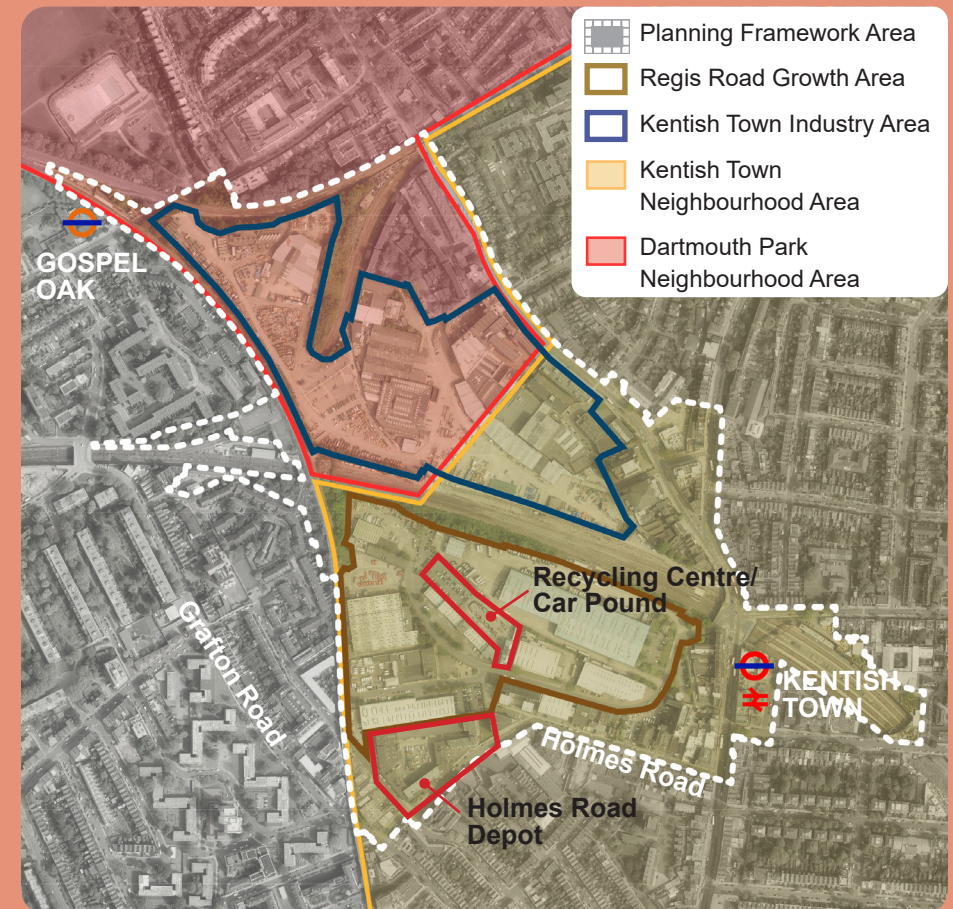 Planning Framework Area
Regis Road Growth Area
Kentish Town Industry Area
Kentish Town
Neighbourhood Area
Dartmouth Park
Neighbourhood Area
GOSPEL
OAK
Recycling Centre/
Car Pound
Grafton Road
KENTISH
TOWN
Holmes Road
Holmes Road
Depot